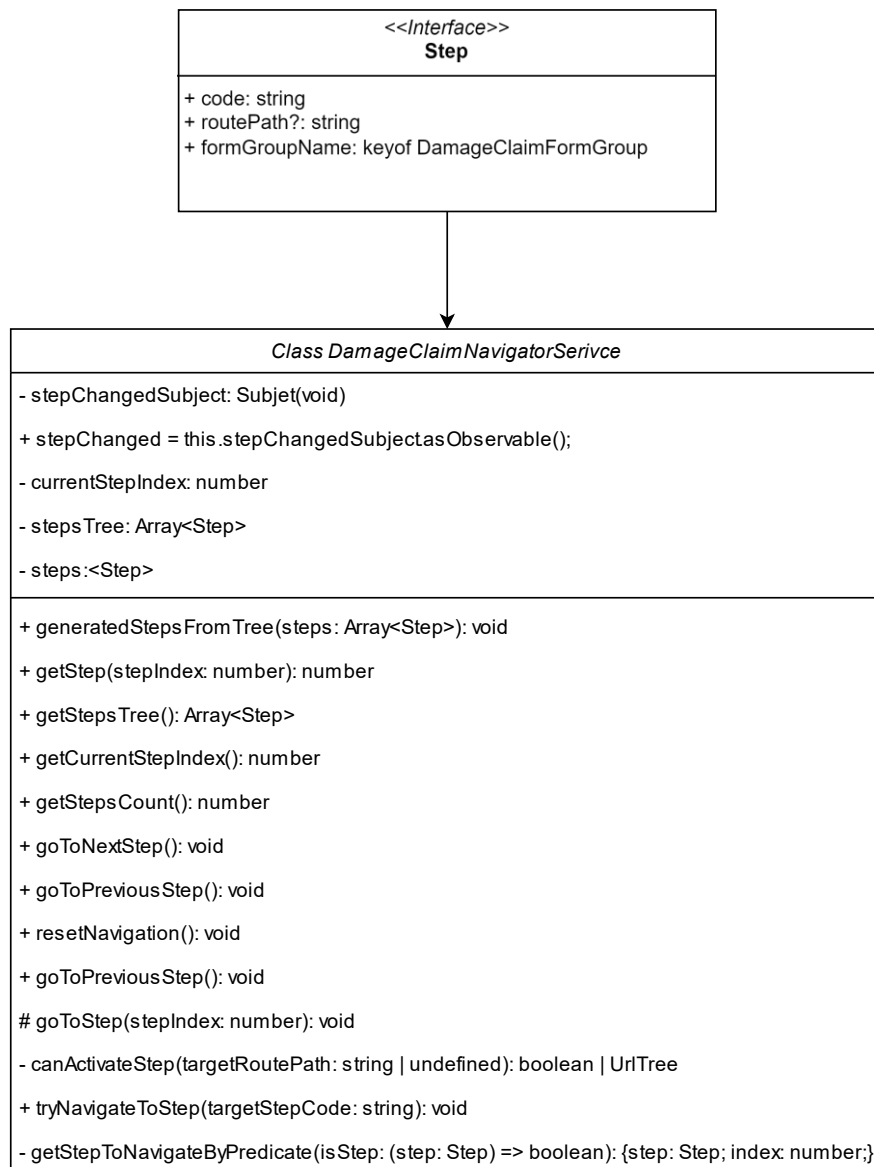 <<Interface>>
Step
+ code: string
+ routePath?: string
+ formGroupName: keyof DamageClaimFormGroup
Class DamageClaimNavigatorSerivce
- stepChangedSubject: Subjet(void)
+ stepChanged = this.stepChangedSubject.asObservable();
- currentStepIndex: number
- stepsTree: Array<Step>
- steps:<Step>
+ generatedStepsFromTree(steps: Array<Step>): void
+ getStep(stepIndex: number): number
+ getStepsTree(): Array<Step>
+ getCurrentStepIndex(): number
+ getStepsCount(): number
+ goToNextStep(): void
+ goToPreviousStep(): void
+ resetNavigation(): void
+ goToPreviousStep(): void
# goToStep(stepIndex: number): void
- canActivateStep(targetRoutePath: string | undefined): boolean | UrlTree
+ tryNavigateToStep(targetStepCode: string): void
- getStepToNavigateByPredicate(isStep: (step: Step) => boolean): {step: Step; index: number;}